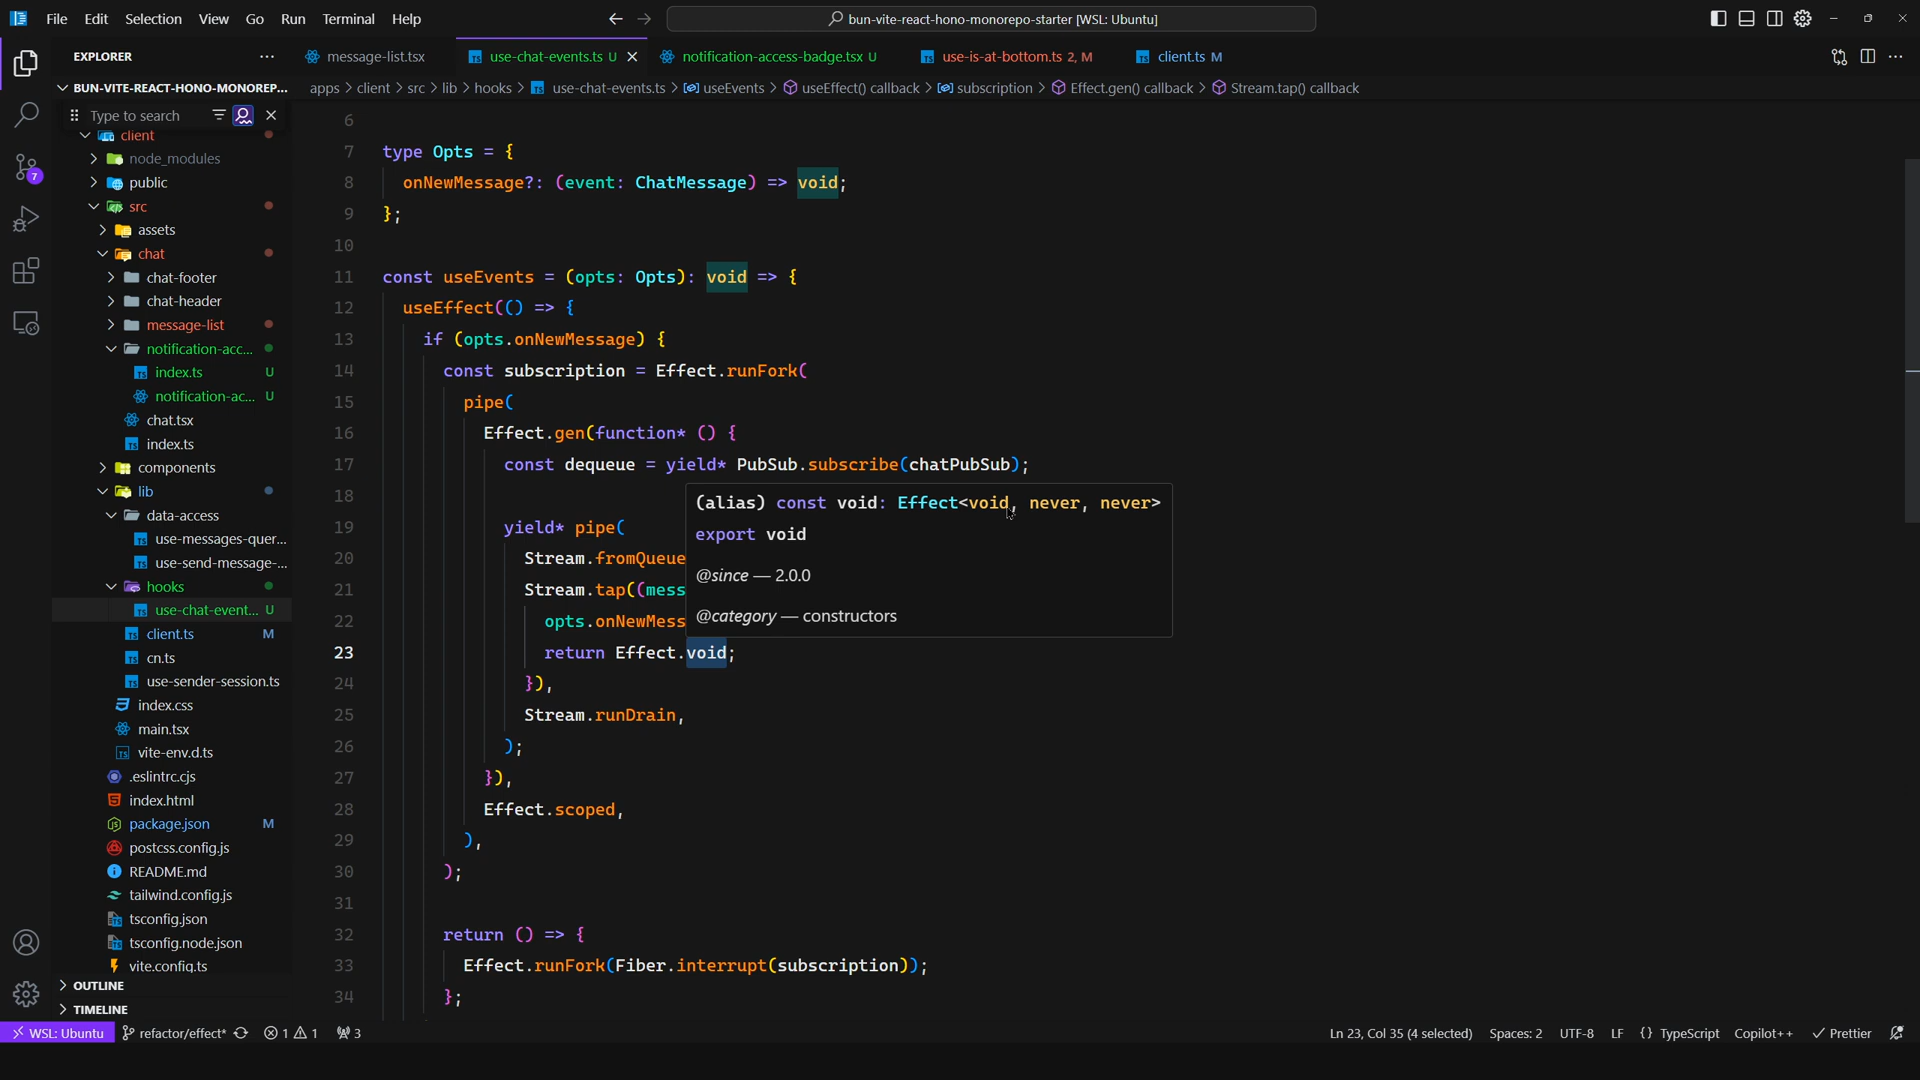 File Edit Selection View Go Run Terminal Help
bun-vite-react-hono-monorepo-starter [WSL: Ubuntu]
EXPLORER
message-list.tsx
use-chat-events.ts U
notification-access-badge.tsx U
use-is-at-bottom.ts 2, M
client.ts M
BUN-VITE-REACT-HONO-MONOREP...
apps > client > src > lib > hooks > use-chat-events.ts > useEvents > useEffect() callback > subscription > Effect.gen() callback > Stream.tap() callback
Type to search
client
node_modules
public
src
assets
chat
chat-footer
chat-header
message-list
notification-acc...
index.ts U
notification-ac... U
chat.tsx
index.ts
components
lib
data-access
use-messages-quer...
use-send-message-...
hooks
use-chat-event... U
client.ts M
cn.ts
use-sender-session.ts
index.css
main.tsx
vite-env.d.ts
.eslintrc.cjs
index.html
package.json M
postcss.config.js
README.md
tailwind.config.js
tsconfig.json
tsconfig.node.json
vite.config.ts
OUTLINE
TIMELINE
7
6
7 type Opts = {
8 onNewMessage?: (event: ChatMessage) => void;
9 };
10
11 const useEvents = (opts: Opts): void => {
12 useEffect(() => {
13 if (opts.onNewMessage) {
14 const subscription = Effect.runFork(
15 pipe(
16 Effect.gen(function* () {
17 const dequeue = yield* PubSub.subscribe(chatPubSub);
18
19 yield* pipe(
20 Stream.fromQueue
21 Stream.tap((mess
22 opts.onNewMess
23 return Effect.void;
24 }),
25 Stream.runDrain,
26 );
27 }),
28 Effect.scoped,
29 ),
30 );
31
32 return () => {
33 Effect.runFork(Fiber.interrupt(subscription));
34 };
(alias) const void: Effect<void, never, never>
export void
@since — 2.0.0
@category — constructors
WSL: Ubuntu refactor/effect* 1 1 3
Ln 23, Col 35 (4 selected) Spaces: 2 UTF-8 LF {} TypeScript Copilot++ Prettier